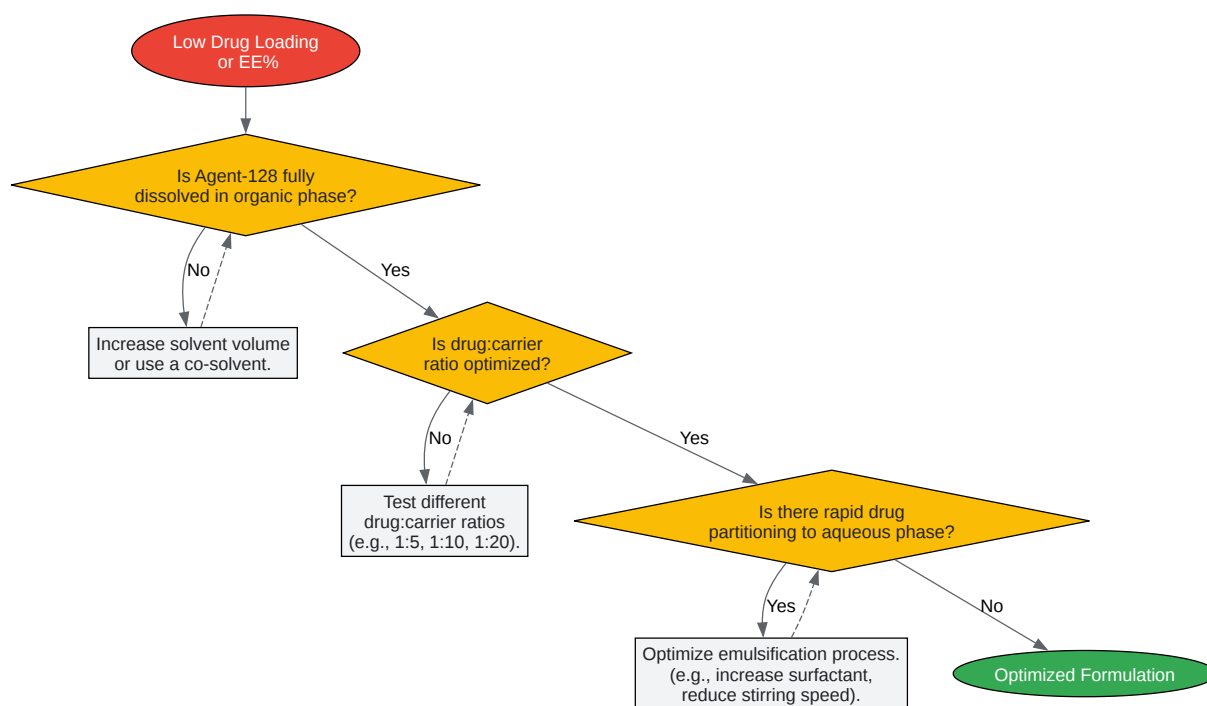 Low Drug Loading
or EE%
Is Agent-128 fully
dissolved in organic phase?
No
Yes
Increase solvent volume
or use a co-solvent.
Is drug:carrier
ratio optimized?
No
Yes
Test different
drug:carrier ratios
(e.g., 1:5, 1:10, 1:20).
Is there rapid drug
partitioning to aqueous phase?
Yes
No
Optimize emulsification process.
(e.g., increase surfactant,
reduce stirring speed).
Optimized Formulation